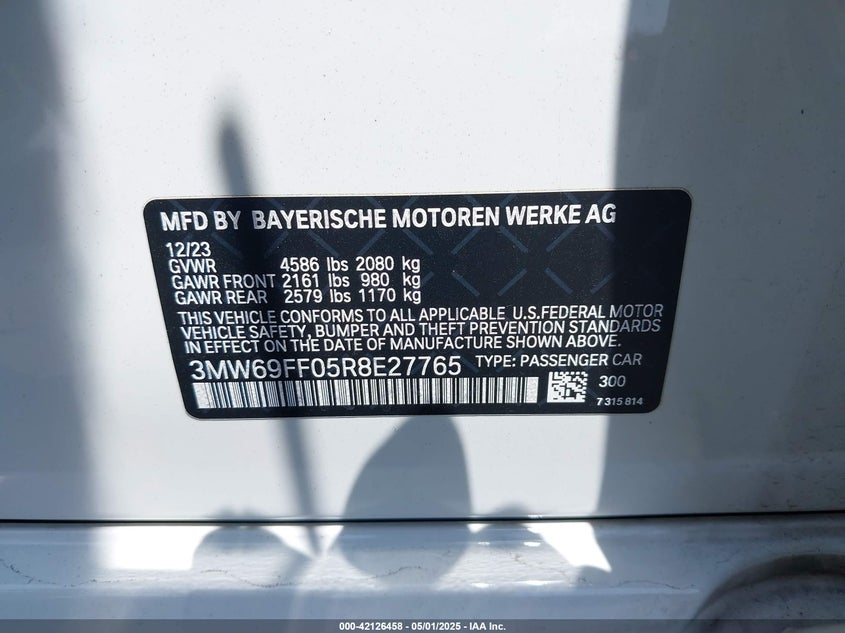 MFD BY BAYERISCHE MOTOREN WERKE AG
12/23
GVWR 4586 lbs 2080 kg
GAWR FRONT 2161 lbs 980 kg
GAWR REAR 2579 lbs 1170 kg
THIS VEHICLE CONFORMS TO ALL APPLICABLE U.S.FEDERAL MOTOR
VEHICLE SAFETY, BUMPER AND THEFT PREVENTION STANDARDS
IN EFFECT ON THE DATE OF MANUFACTURE SHOWN ABOVE.
3MW69FF05R8E27765 TYPE: PASSENGER CAR
300
7 315 814
000-42126458 - 05/01/2025 - IAA Inc.